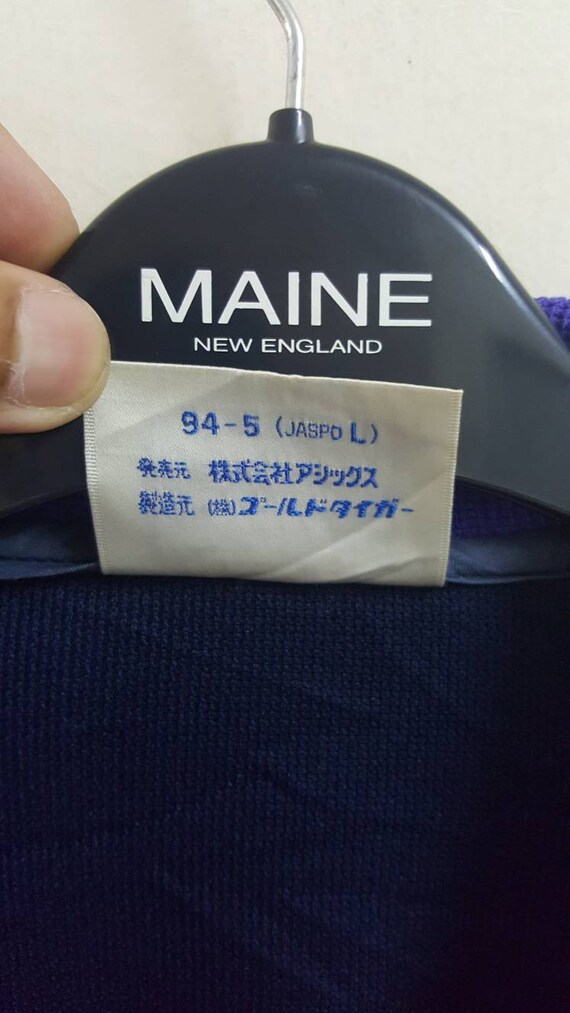 MAINE
NEW ENGLAND
94-5 (JASPO L)
発売元 株式会社アシックス
製造元 (株)ゴールドタイガー